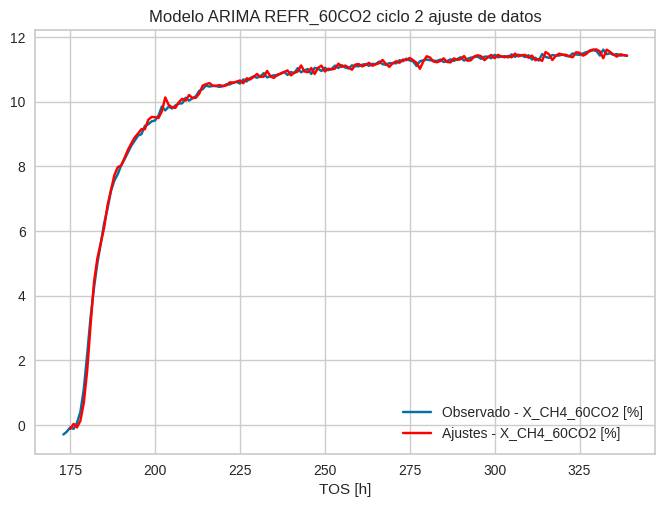 Modelo ARIMA REFR_60CO2 ciclo 2 ajuste de datos
12
10
8
6
4
2
0
Observado - X_CH4_60CO2 [%]
Ajustes - X_CH4_60CO2 [%]
175 200 225 250 275 300 325
TOS [h]